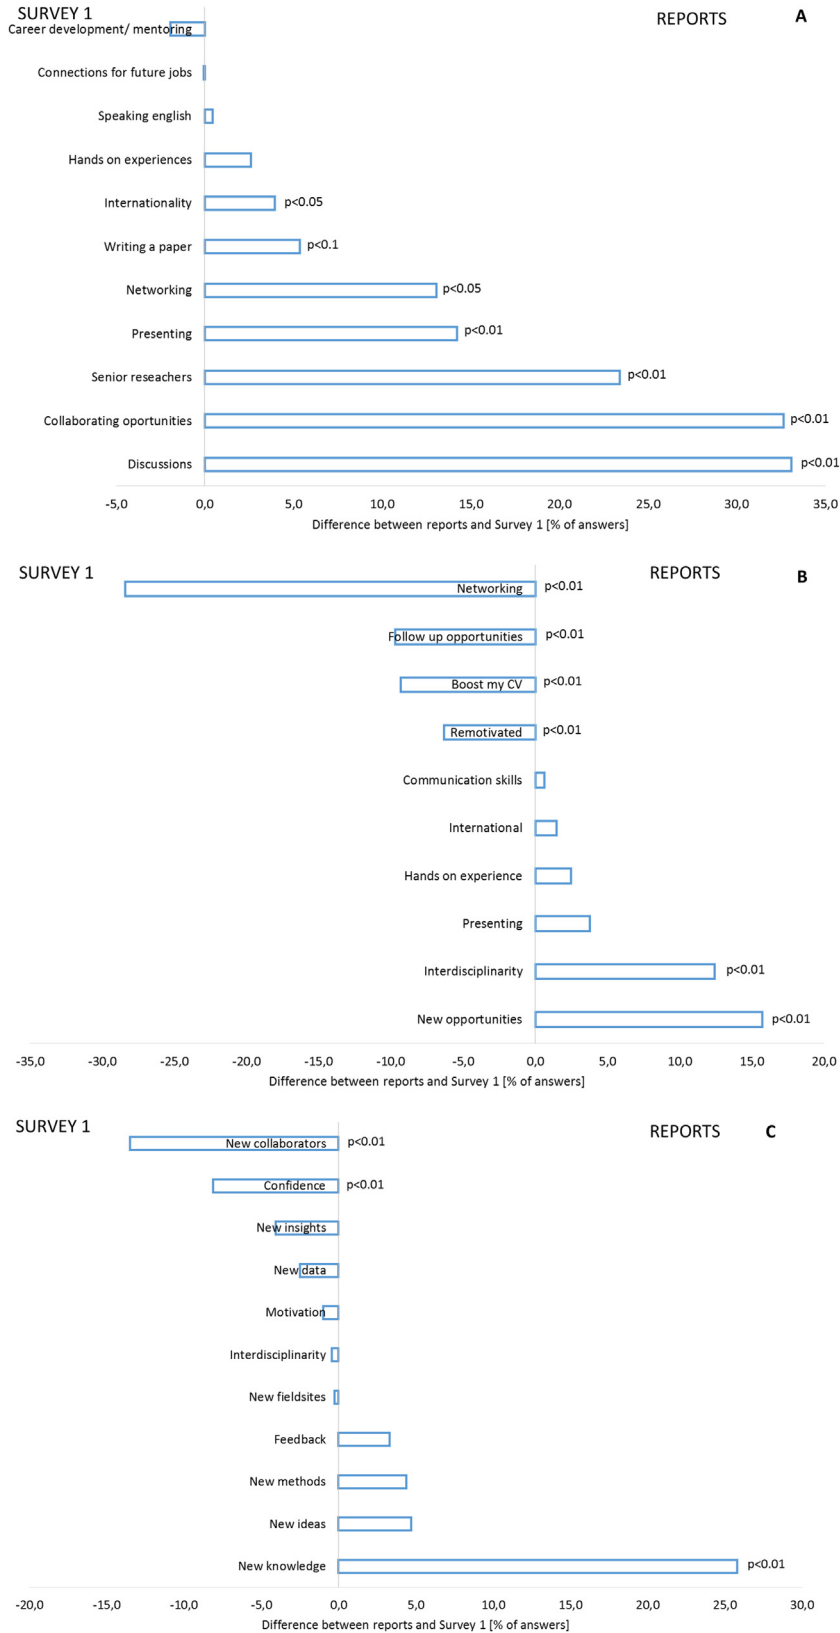 SURVEY 1
REPORTS
A
Career development/ mentoring
Connections for future jobs
Speaking english
Hands on experiences
Internationality p<0.05
Writing a paper p<0.1
Networking p<0.05
Presenting p<0.01
Senior reseachers p<0.01
Collaborating oportunities p<0.01
Discussions p<0.01
-5,0 0,0 5,0 10,0 15,0 20,0 25,0 30,0 35,0
Difference between reports and Survey 1 [% of answers]
SURVEY 1
REPORTS
B
Networking p<0.01
Follow up opportunities p<0.01
Boost my CV p<0.01
Remotivated p<0.01
Communication skills
International
Hands on experience
Presenting
Interdisciplinarity p<0.01
New opportunities p<0.01
-35,0 -30,0 -25,0 -20,0 -15,0 -10,0 -5,0 0,0 5,0 10,0 15,0 20,0
Difference between reports and Survey 1 [% of answers]
SURVEY 1
REPORTS
C
New collaborators p<0.01
Confidence p<0.01
New insights
New data
Motivation
Interdisciplinarity
New fieldsites
Feedback
New methods
New ideas
New knowledge p<0.01
-20,0 -15,0 -10,0 -5,0 0,0 5,0 10,0 15,0 20,0 25,0 30,0
Difference between reports and Survey 1 [% of answers]